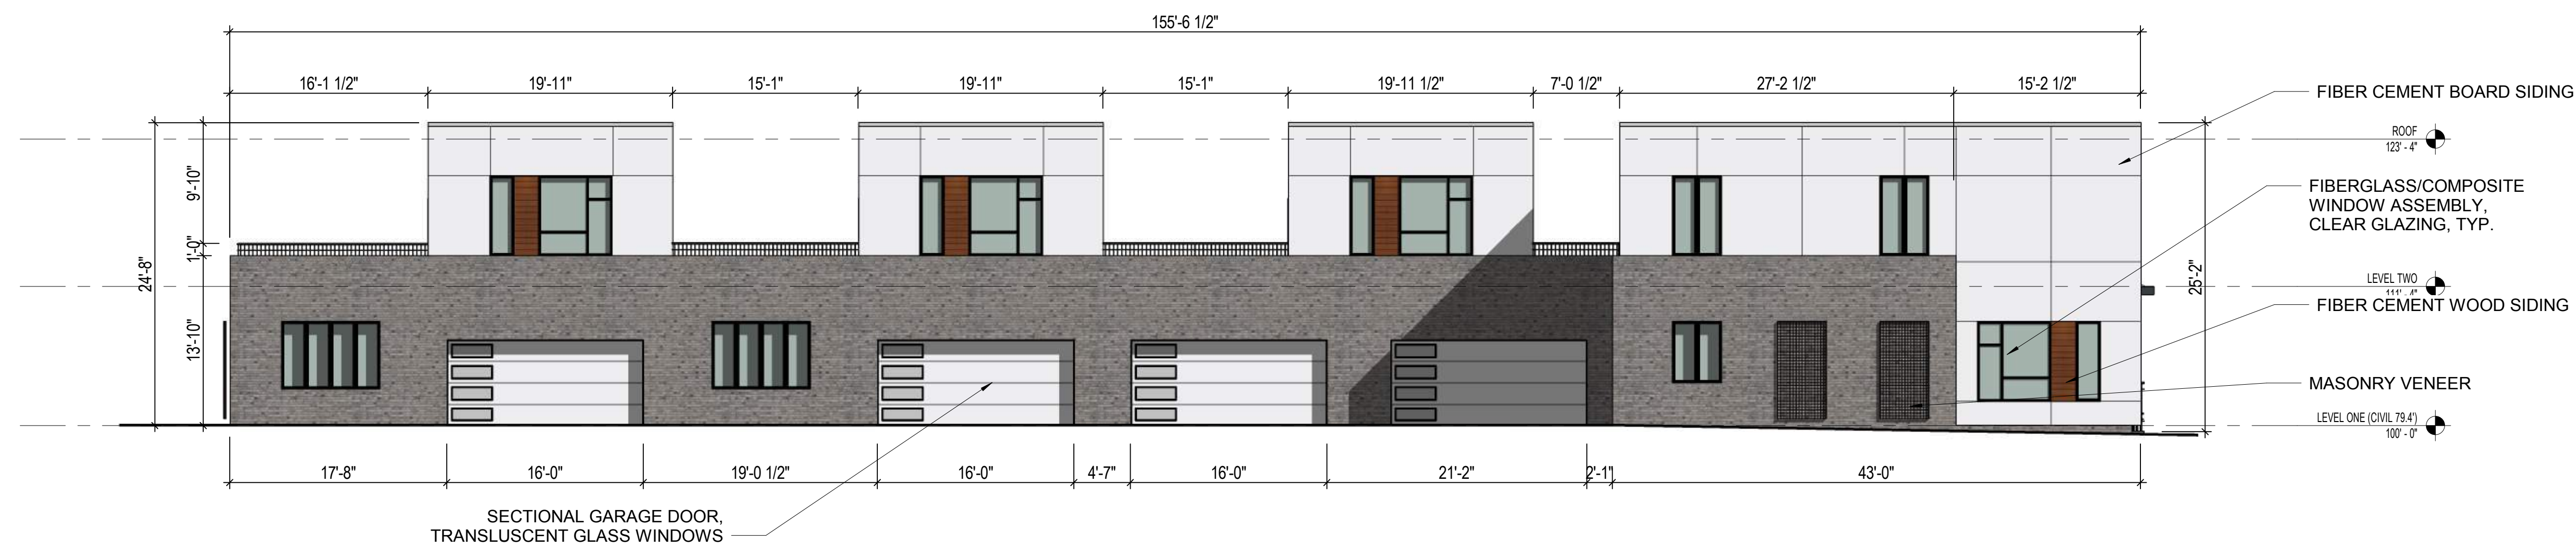 155'-6 1/2"
16'-1 1/2"
19'-11"
15'-1"
19'-11"
15'-1"
19'-11 1/2"
7'-0 1/2"
27'-2 1/2"
15'-2 1/2"
FIBER CEMENT BOARD SIDING
ROOF
123' - 4"
9'-10"
FIBERGLASS/COMPOSITE
WINDOW ASSEMBLY,
CLEAR GLAZING, TYP.
1'-0"
24'-8"
25'-2"
LEVEL TWO
111' - 4"
FIBER CEMENT WOOD SIDING
13'-10"
MASONRY VENEER
LEVEL ONE (CIVIL 79.4')
100' - 0"
17'-8"
16'-0"
19'-0 1/2"
16'-0"
4'-7"
16'-0"
21'-2"
2'-1"
43'-0"
SECTIONAL GARAGE DOOR,
TRANSLUSCENT GLASS WINDOWS